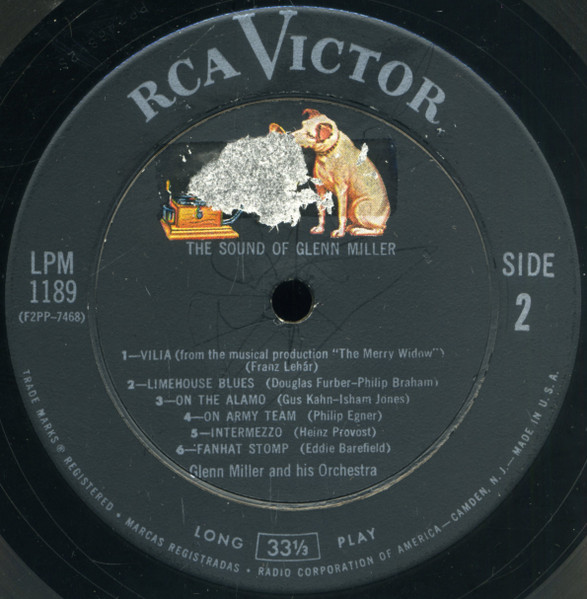 RCA VICTOR
THE SOUND OF GLENN MILLER
LPM
1189
(F2PP-7468)
SIDE
2
1—VILIA (from the musical production "The Merry Widow")
(Franz Lehár)
2—LIMEHOUSE BLUES (Douglas Furber-Philip Braham)
3—ON THE ALAMO (Gus Kahn-Isham Jones)
4—ON ARMY TEAM (Philip Egner)
5—INTERMEZZO (Heinz Provost)
6—FANHAT STOMP (Eddie Barefield)
Glenn Miller and his Orchestra
LONG 33⅓ PLAY
TRADE MARKS ® REGISTERED • MARCAS REGISTRADAS • RADIO CORPORATION OF AMERICA—CAMDEN, N.J.—MADE IN U.S.A.